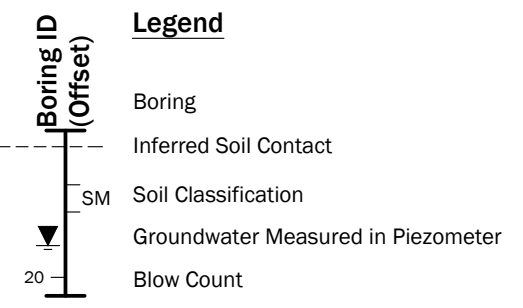 Boring ID
(Offset)
Legend
Boring
Inferred Soil Contact
SM
Soil Classification
Groundwater Measured in Piezometer
20
Blow Count